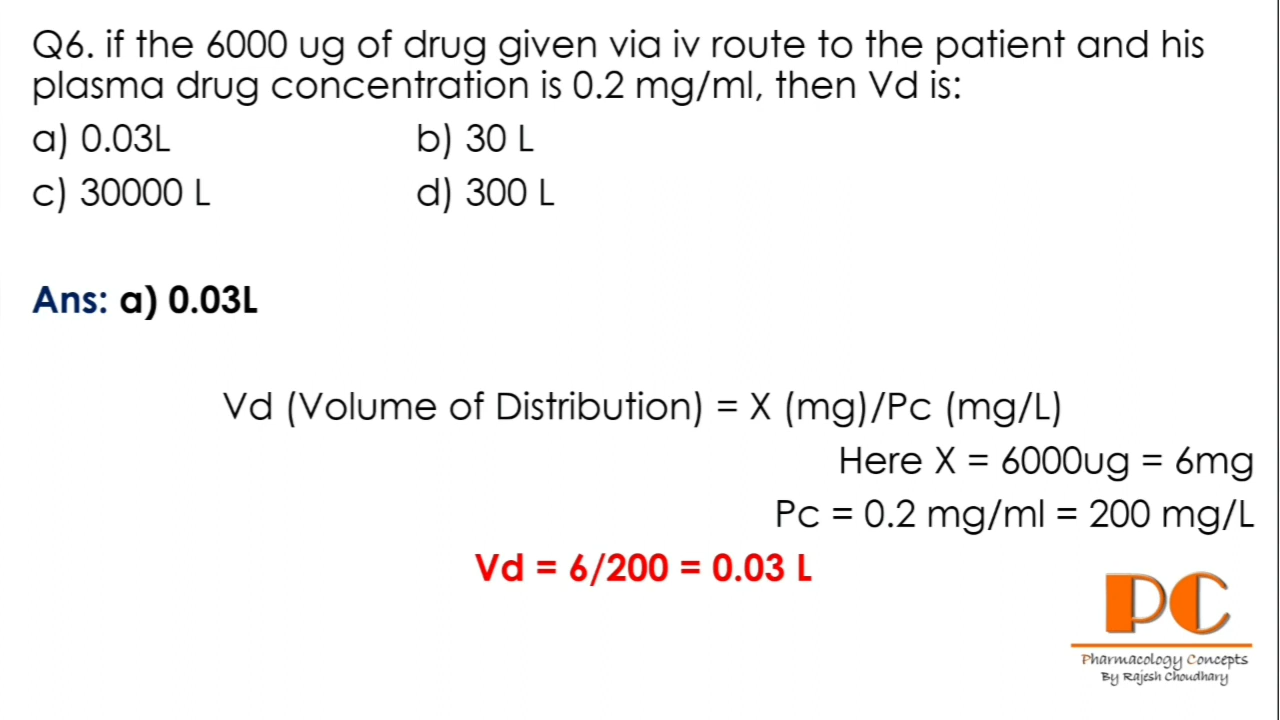 Q6. if the 6000 ug of drug given via iv route to the patient and his
plasma drug concentration is 0.2 mg/ml, then Vd is:
a) 0.03L b) 30 L
c) 30000 L d) 300 L
Ans: a) 0.03L
Vd (Volume of Distribution) = X (mg)/Pc (mg/L)
Here X = 6000ug = 6mg
Pc = 0.2 mg/ml = 200 mg/L
Vd = 6/200 = 0.03 L
PC
Pharmacology Concepts
By Rajesh Choudhary